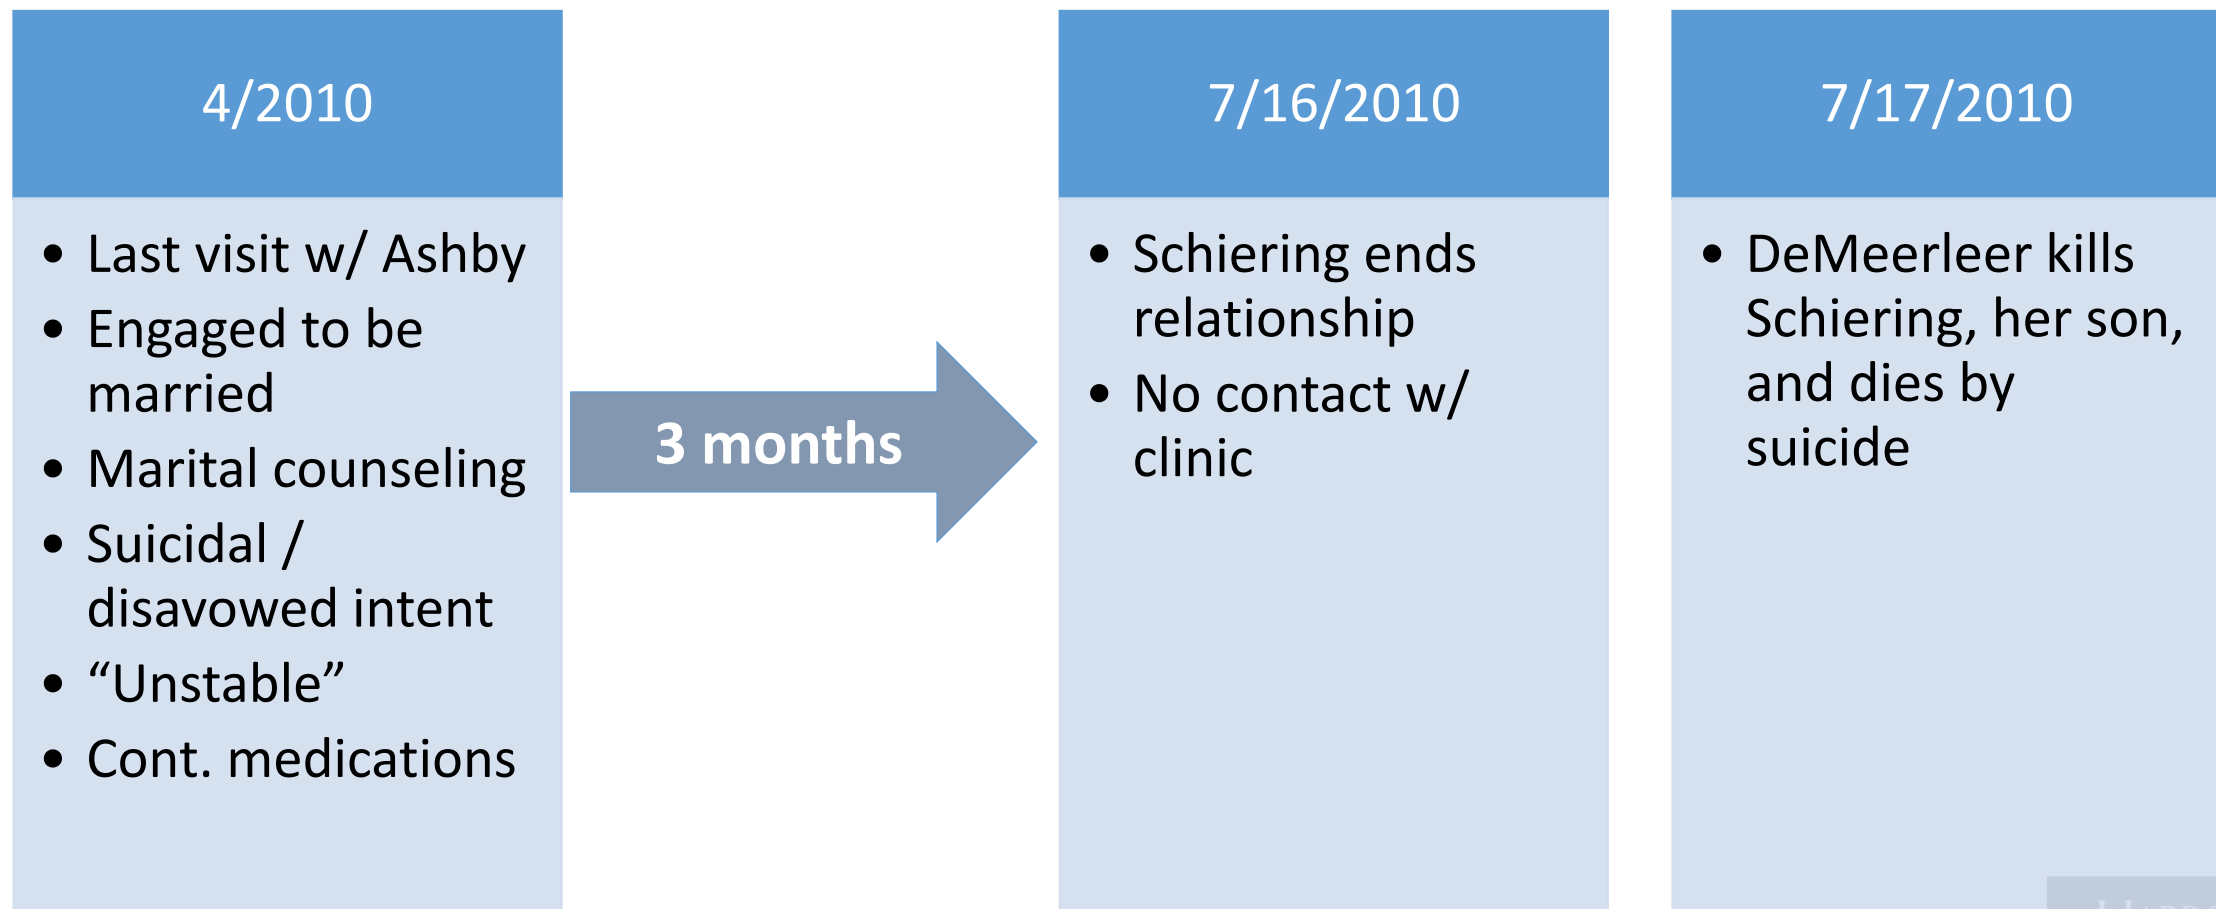 4/2010
• Last visit w/ Ashby
• Engaged to be
married
• Marital counseling
• Suicidal /
disavowed intent
• “Unstable”
• Cont. medications
3 months
7/16/2010
• Schiering ends
relationship
• No contact w/
clinic
7/17/2010
• DeMeerleer kills
Schiering, her son,
and dies by
suicide